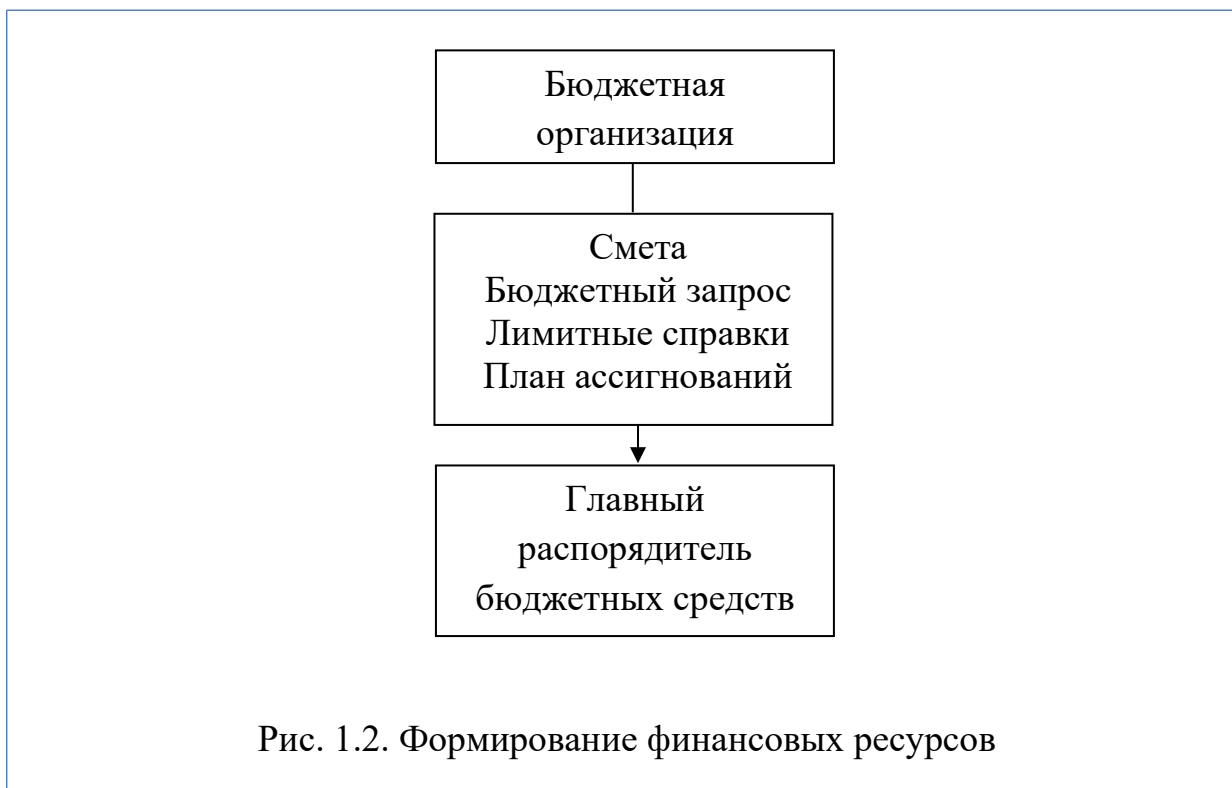 Бюджетная
организация
Смета
Бюджетный запрос
Лимитные справки
План ассигнований
Главный
распорядитель
бюджетных средств
Рис. 1.2. Формирование финансовых ресурсов